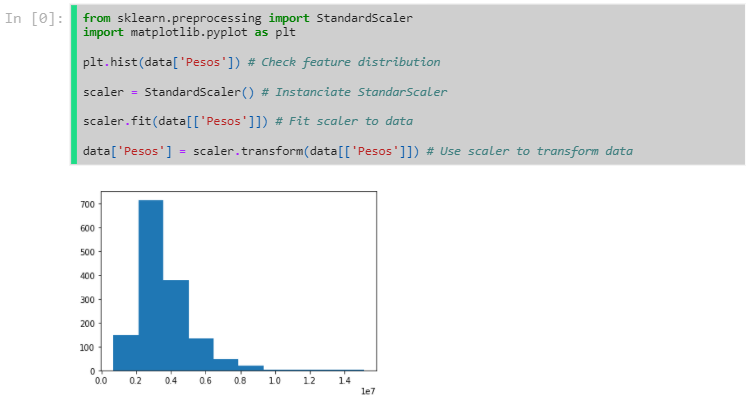 In [0]:
from sklearn.preprocessing import StandardScaler
import matplotlib.pyplot as plt
plt.hist(data['Pesos']) # Check feature distribution
scaler = StandardScaler() # Instanciate StandarScaler
scaler.fit(data[['Pesos']]) # Fit scaler to data
data['Pesos'] = scaler.transform(data[['Pesos']]) # Use scaler to transform data
700
600
500
400
300
200
100
0
0.0 0.2 0.4 0.6 0.8 1.0 1.2 1.4
1e7